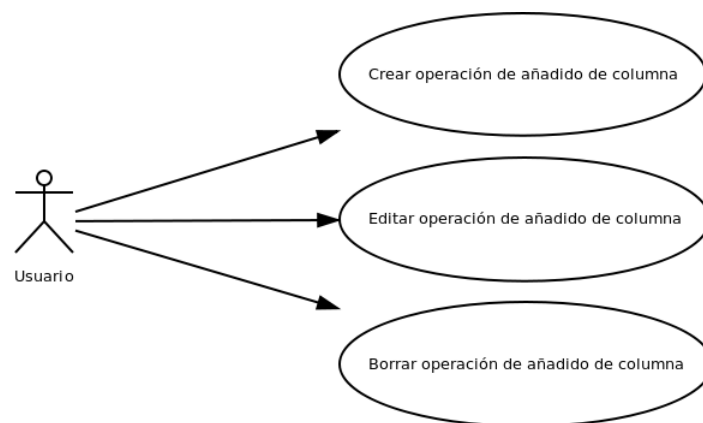 Crear operación de añadido de columna
Editar operación de añadido de columna
Usuario
Borrar operación de añadido de columna